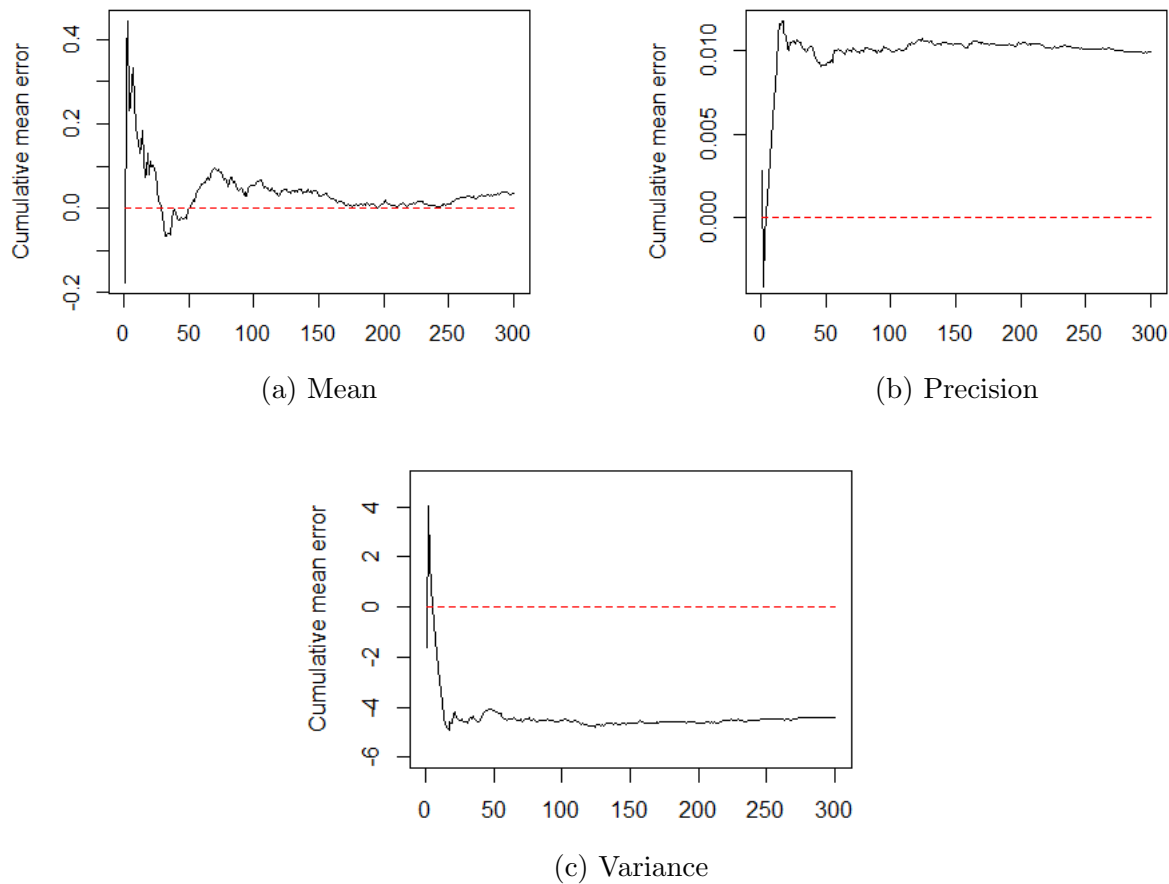 Cumulative mean error
0.4
0.2
0.0
-0.2
0 50 100 150 200 250 300
(a) Mean
Cumulative mean error
0.010
0.005
0.000
0 50 100 150 200 250 300
(b) Precision
Cumulative mean error
4
2
0
-2
-4
-6
0 50 100 150 200 250 300
(c) Variance